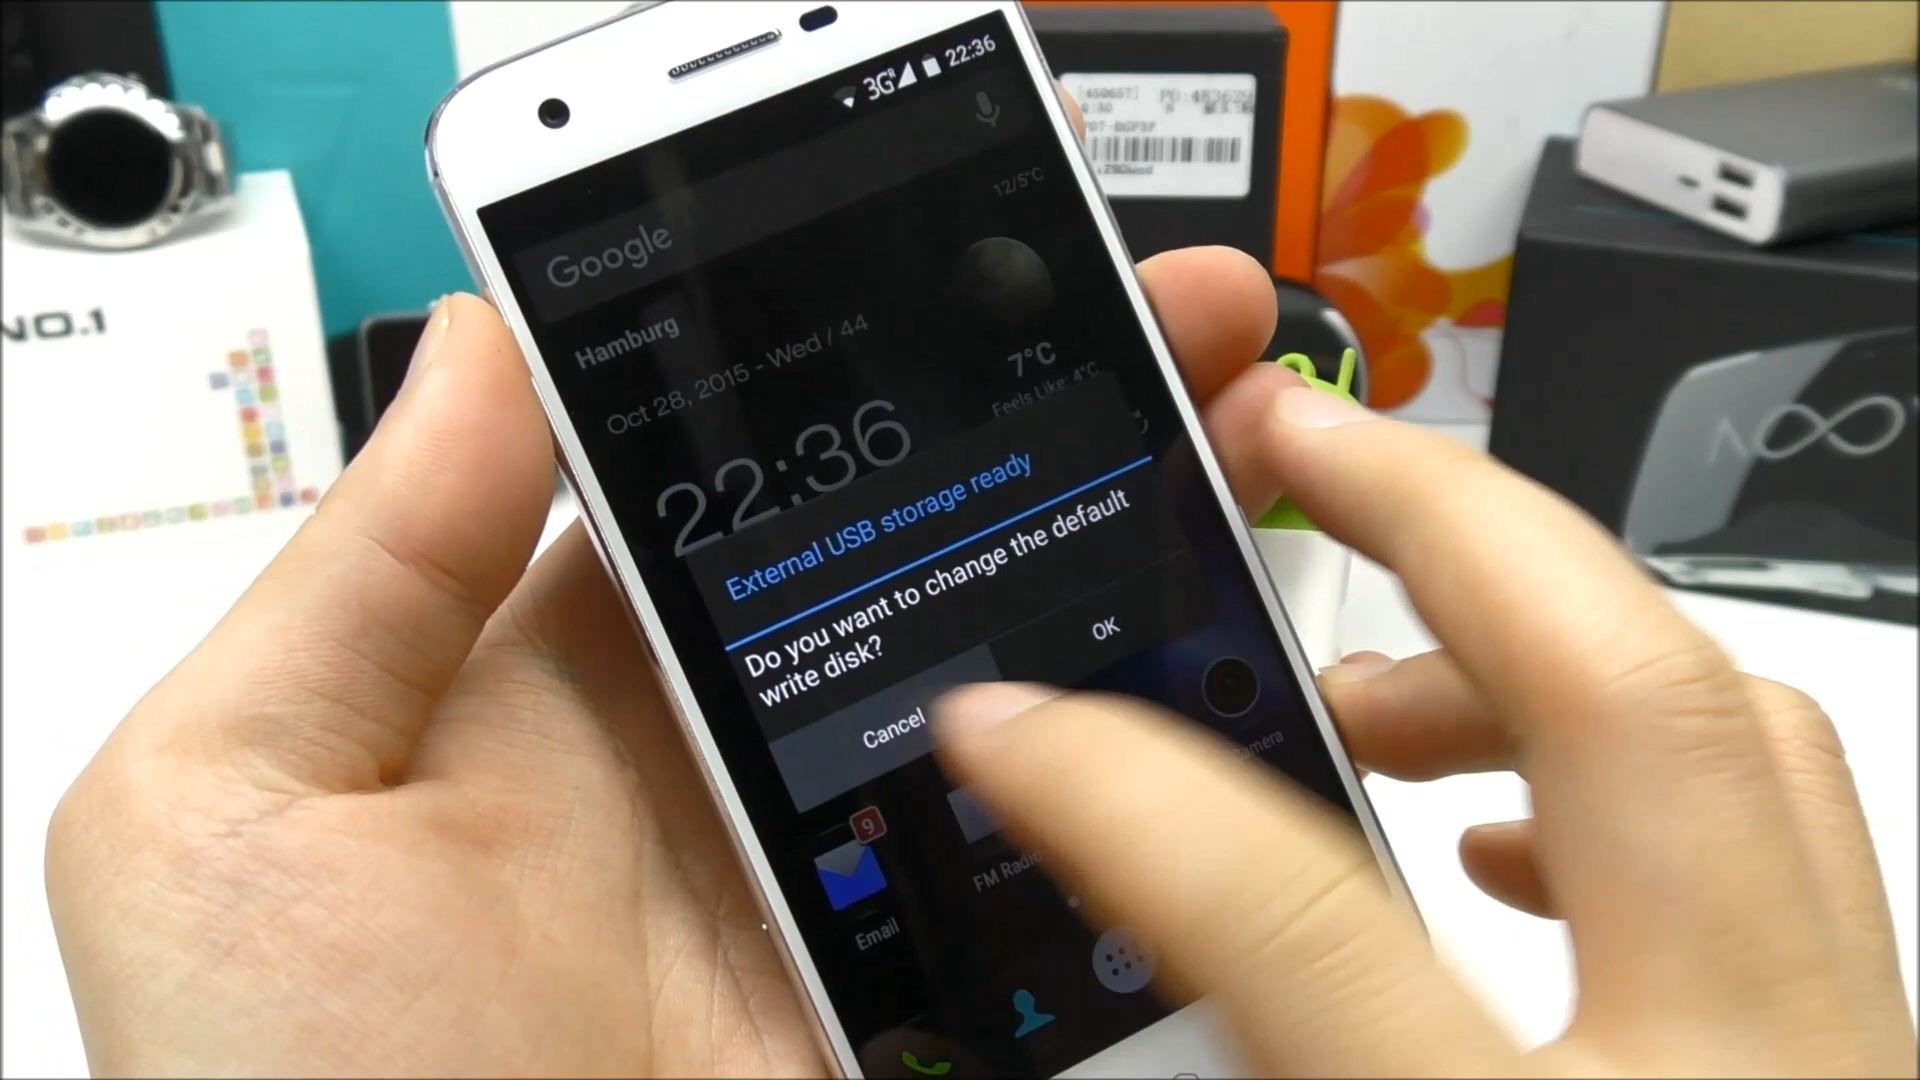 3G R 22:36
Google
12/5°C
Hamburg
Oct 28, 2015 - Wed / 44
7°C
Feels Like: 4°C
22:36
External USB storage ready
Do you want to change the default
write disk?
Cancel
OK
9
Email
FM Radio
Camera
NO.1
[450657]